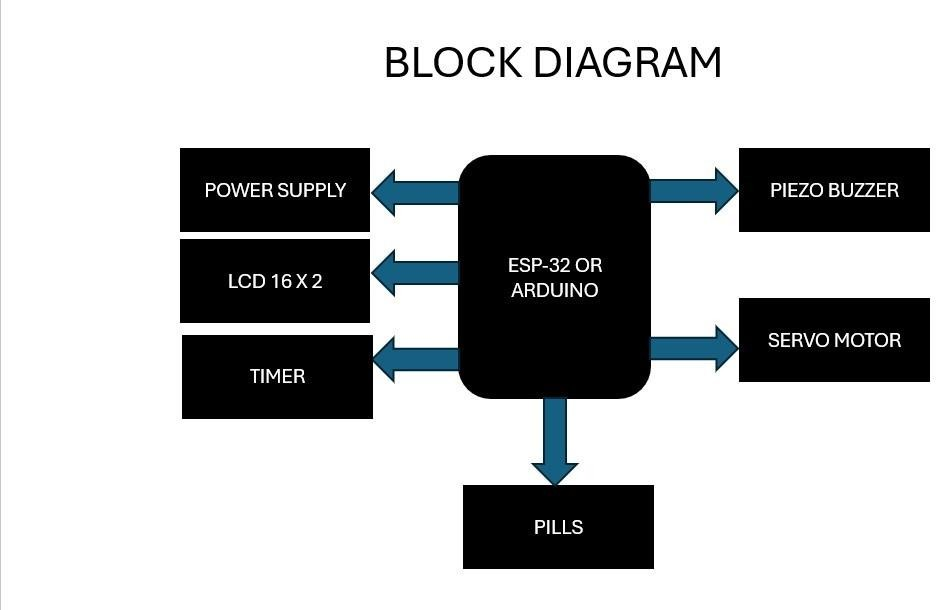 BLOCK DIAGRAM
POWER SUPPLY
PIEZO BUZZER
LCD 16 X 2
ESP-32 OR
ARDUINO
SERVO MOTOR
TIMER
PILLS